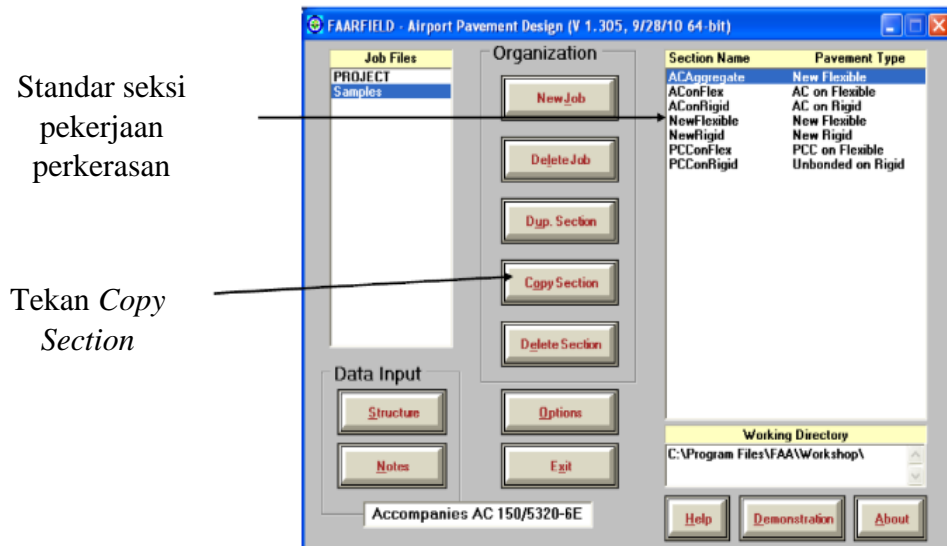 Standar seksi
pekerjaan
perkerasan
Tekan Copy
Section
FAARFIELD - Airport Pavement Design (V 1.305, 9/28/10 64-bit)
Job Files
PROJECT
Samples
Organization
New Job
Delete Job
Dup. Section
Copy Section
Delete Section
Section Name Pavement Type
ACAggregate New Flexible
AConFlex AC on Flexible
AConRigid AC on Rigid
NewFlexible New Flexible
NewRigid New Rigid
PCConFlex PCC on Flexible
PCConRigid Unbonded on Rigid
Data Input
Structure
Notes
Options
Exit
Working Directory
C:\Program Files\FAA\Workshop\
Accompanies AC 150/5320-6E
Help
Demonstration
About